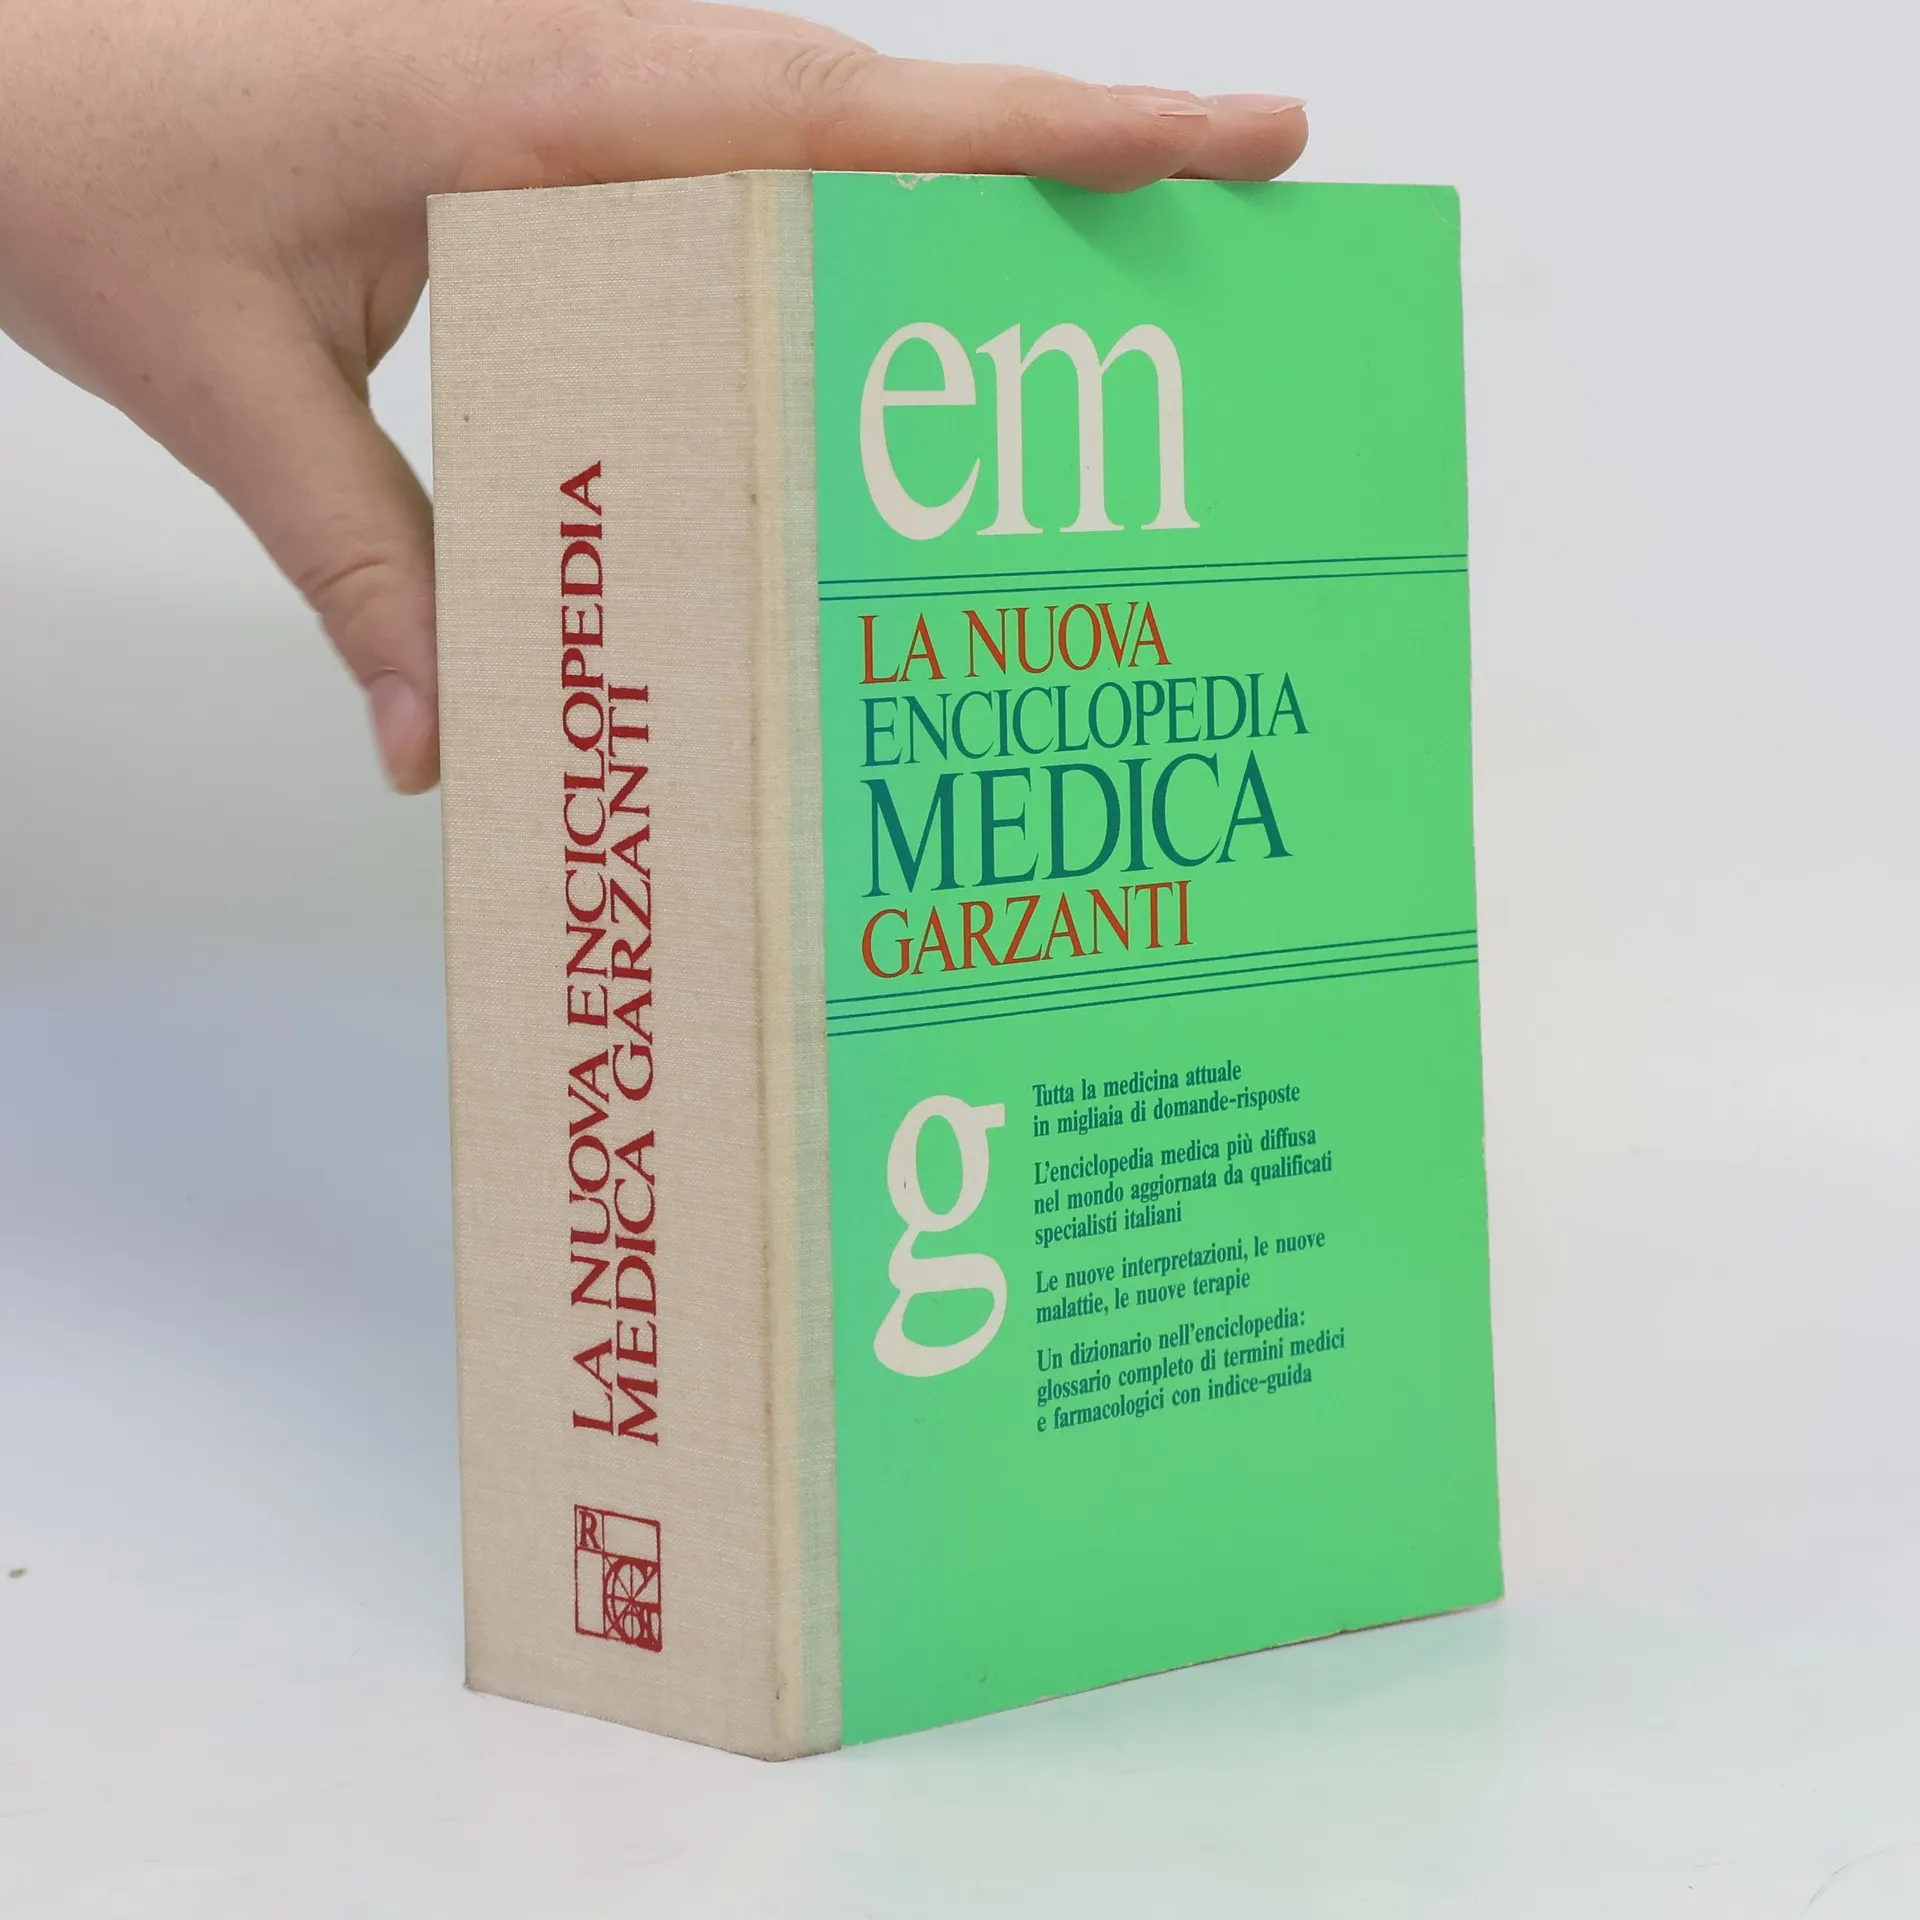 LA NUOVA ENCICLOPEDIA
MEDICA GARZANTI
R
em
LA NUOVA
ENCICLOPEDIA
MEDICA
GARZANTI
g
Tutta la medicina attuale
in migliaia di domande-risposte
L'enciclopedia medica più diffusa
nel mondo aggiornata da qualificati
specialisti italiani
Le nuove interpretazioni, le nuove
malattie, le nuove terapie
Un dizionario nell'enciclopedia:
glossario completo di termini medici
e farmacologici con indice-guida